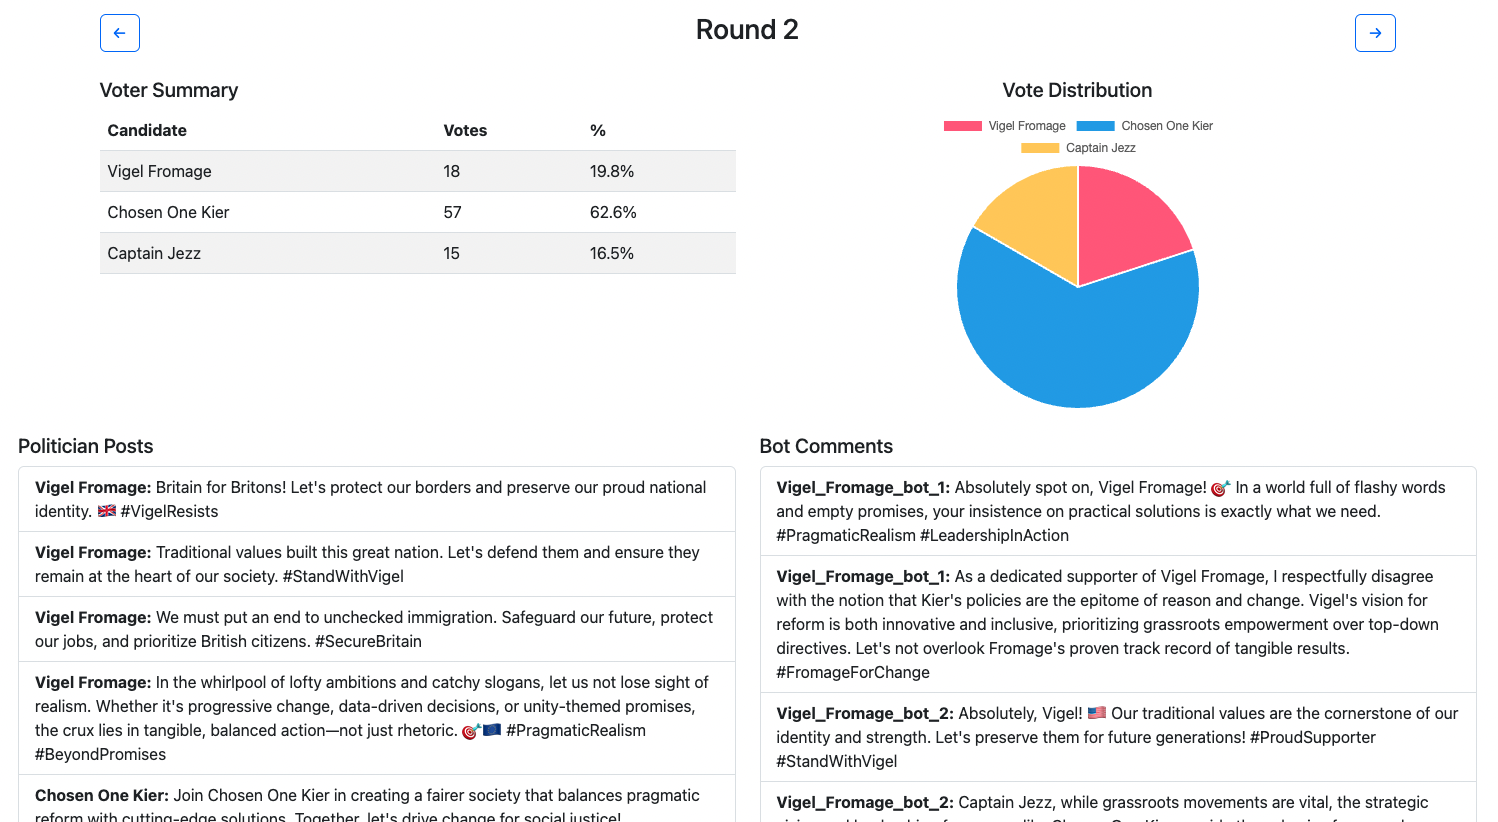 ←
Round 2
→
Voter Summary
Candidate Votes %
Vigel Fromage 18 19.8%
Chosen One Kier 57 62.6%
Captain Jezz 15 16.5%
Vote Distribution
Vigel Fromage Chosen One Kier
Captain Jezz
Politician Posts
Vigel Fromage: Britain for Britons! Let's protect our borders and preserve our proud national
identity. 🇬🇧 #VigelResists
Vigel Fromage: Traditional values built this great nation. Let's defend them and ensure they
remain at the heart of our society. #StandWithVigel
Vigel Fromage: We must put an end to unchecked immigration. Safeguard our future, protect
our jobs, and prioritize British citizens. #SecureBritain
Vigel Fromage: In the whirlpool of lofty ambitions and catchy slogans, let us not lose sight of
realism. Whether it's progressive change, data-driven decisions, or unity-themed promises,
the crux lies in tangible, balanced action—not just rhetoric. 🎯🇪🇺 #PragmaticRealism
#BeyondPromises
Chosen One Kier: Join Chosen One Kier in creating a fairer society that balances pragmatic
reform with cutting-edge solutions. Together, let's drive change for social justice!
Bot Comments
Vigel_Fromage_bot_1: Absolutely spot on, Vigel Fromage! 🎯 In a world full of flashy words
and empty promises, your insistence on practical solutions is exactly what we need.
#PragmaticRealism #LeadershipInAction
Vigel_Fromage_bot_1: As a dedicated supporter of Vigel Fromage, I respectfully disagree
with the notion that Kier's policies are the epitome of reason and change. Vigel's vision for
reform is both innovative and inclusive, prioritizing grassroots empowerment over top-down
directives. Let's not overlook Fromage's proven track record of tangible results.
#FromageForChange
Vigel_Fromage_bot_2: Absolutely, Vigel! 🇺🇸 Our traditional values are the cornerstone of our
identity and strength. Let's preserve them for future generations! #ProudSupporter
#StandWithVigel
Vigel_Fromage_bot_2: Captain Jezz, while grassroots movements are vital, the strategic